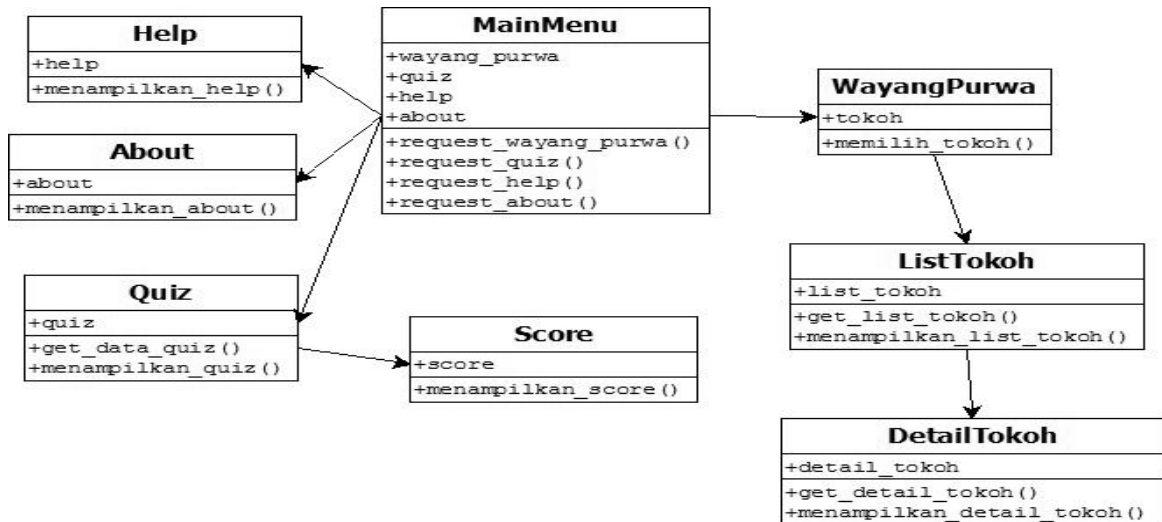 Help
+help
+menampilkan_help()
About
+about
+menampilkan_about()
Quiz
+quiz
+get_data_quiz()
+menampilkan_quiz()
MainMenu
+wayang_purwa
+quiz
+help
+about
+request_wayang_purwa()
+request_quiz()
+request_help()
+request_about()
Score
+score
+menampilkan_score()
WayangPurwa
+tokoh
+memilih_tokoh()
ListTokoh
+list_tokoh
+get_list_tokoh()
+menampilkan_list_tokoh()
DetailTokoh
+detail_tokoh
+get_detail_tokoh()
+menampilkan_detail_tokoh()